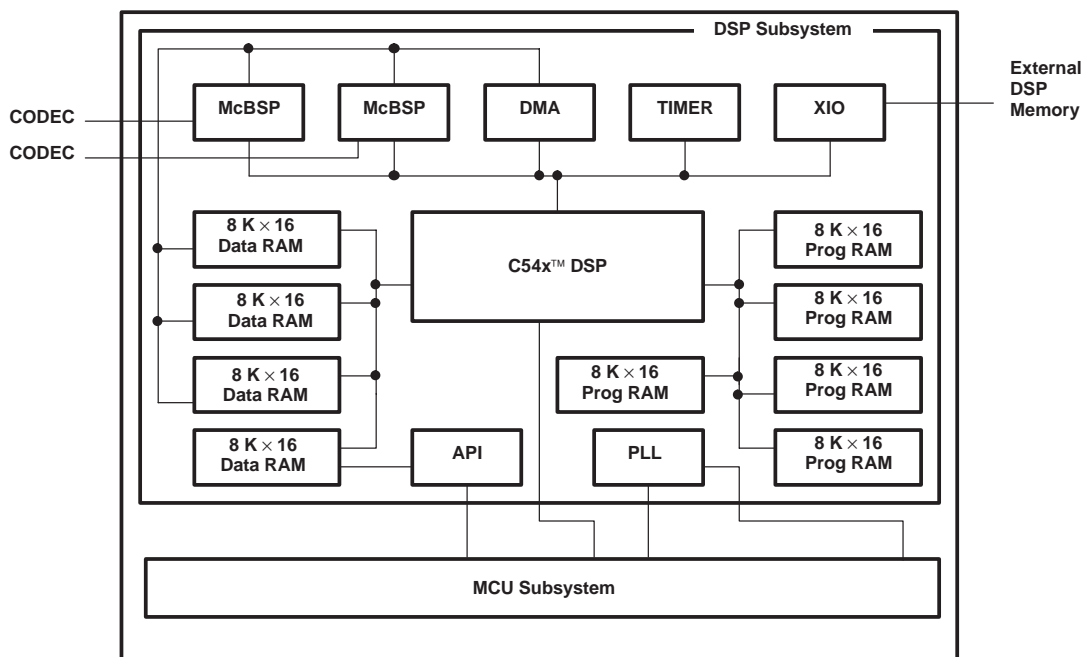 DSP Subsystem
External
DSP
Memory
CODEC
CODEC
McBSP
McBSP
DMA
TIMER
XIO
8 K × 16
Data RAM
8 K × 16
Data RAM
8 K × 16
Data RAM
8 K × 16
Data RAM
C54x™ DSP
8 K × 16
Prog RAM
8 K × 16
Prog RAM
8 K × 16
Prog RAM
8 K × 16
Prog RAM
8 K × 16
Prog RAM
API
PLL
MCU Subsystem